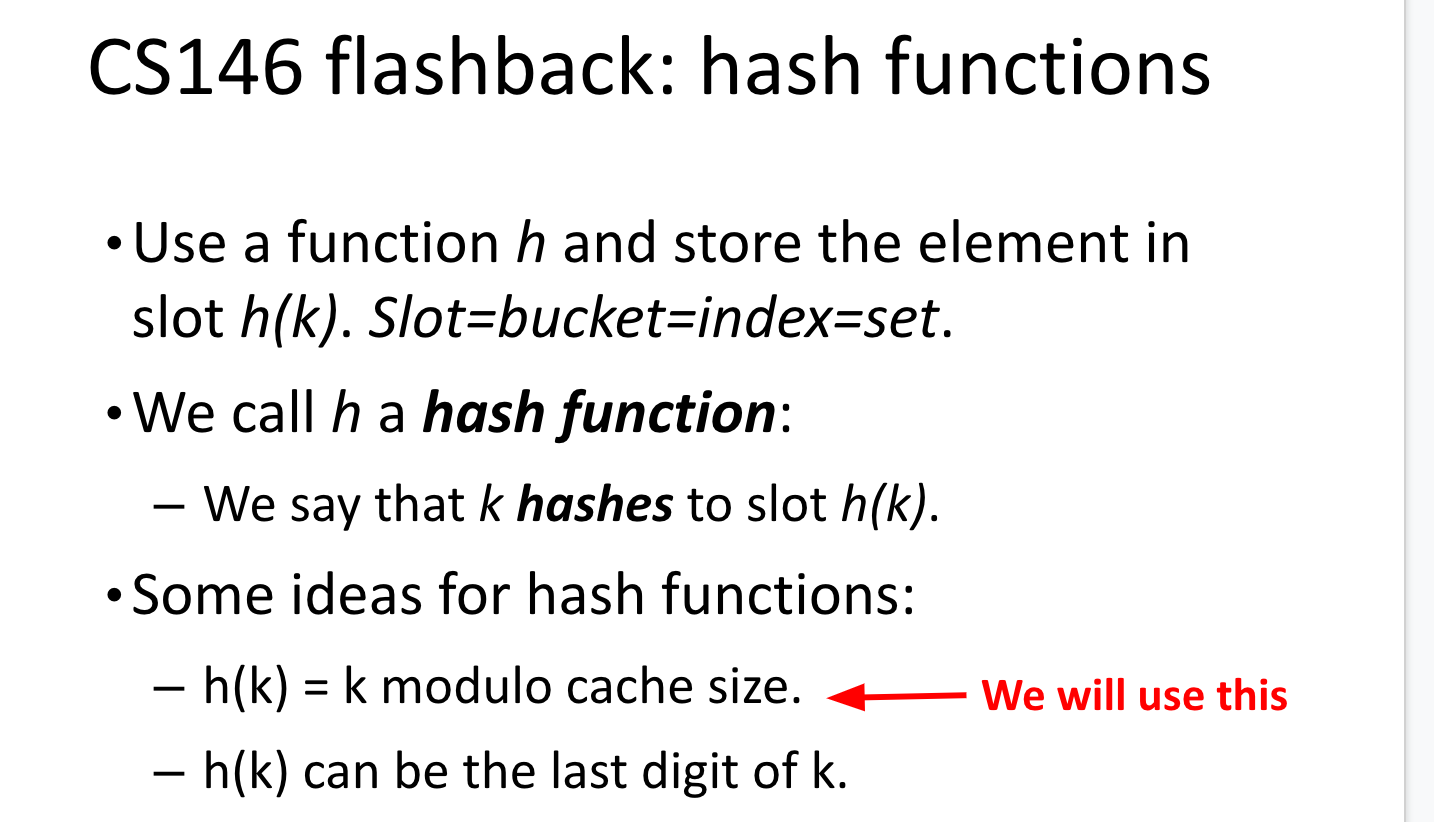 CS146 flashback: hash functions
•Use a function h and store the element in
slot h(k). Slot=bucket=index=set.
•We call h a hash function:
– We say that k hashes to slot h(k).
•Some ideas for hash functions:
– h(k) = k modulo cache size. We will use this
– h(k) can be the last digit of k.